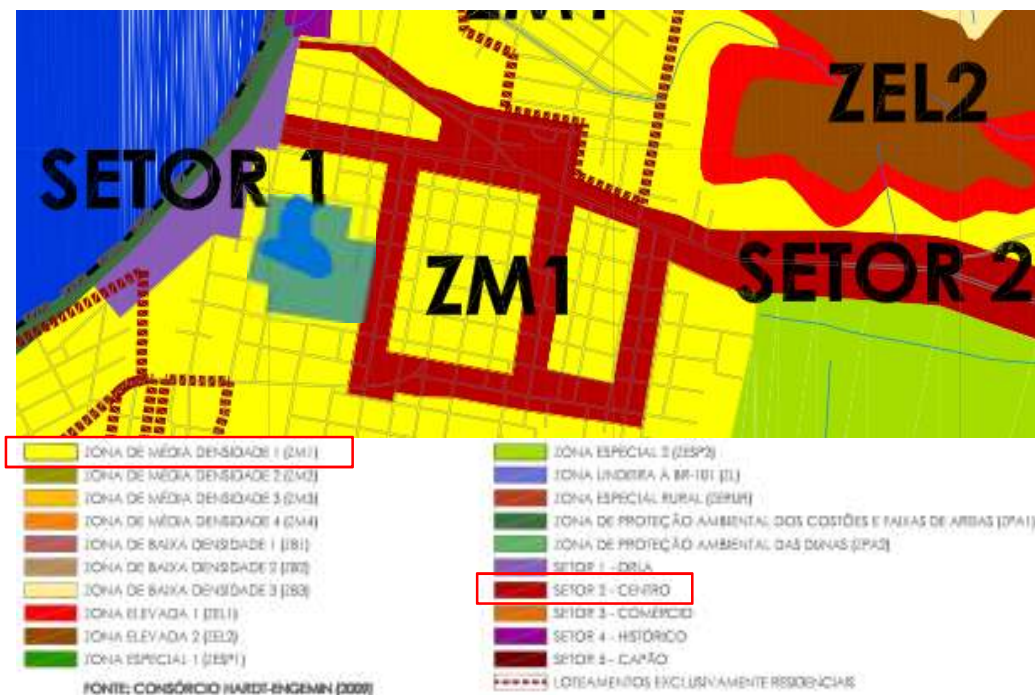 ZM1
ZEL2
SETOR 1
ZM1
SETOR 2
ZONA DE MÉDIA DENSIDADE 1 (ZM1)
ZONA DE MÉDIA DENSIDADE 2 (ZM2)
ZONA DE MÉDIA DENSIDADE 3 (ZM3)
ZONA DE MÉDIA DENSIDADE 4 (ZM4)
ZONA DE BAIXA DENSIDADE 1 (ZB1)
ZONA DE BAIXA DENSIDADE 2 (ZB2)
ZONA DE BAIXA DENSIDADE 3 (ZB3)
ZONA ELEVADA 1 (ZEL1)
ZONA ELEVADA 2 (ZEL2)
ZONA ESPECIAL 1 (ZESP1)
FONTE: CONSÓRCIO HARDT-ENGEMIN (2009)
ZONA ESPECIAL 2 (ZESP2)
ZONA LINDEIRA A BR-101 (ZL)
ZONA ESPECIAL RURAL (ZERUR)
ZONA DE PROTEÇÃO AMBIENTAL DOS COSTÕES E FAIXAS DE AREIAS (ZPA1)
ZONA DE PROTEÇÃO AMBIENTAL DAS DUNAS (ZPA2)
SETOR 1 - ORLA
SETOR 2 - CENTRO
SETOR 3 - COMÉRCIO
SETOR 4 - HISTÓRICO
SETOR 5 - CAPÃO
LOTEAMENTOS EXCLUSIVAMENTE RESIDENCIAIS